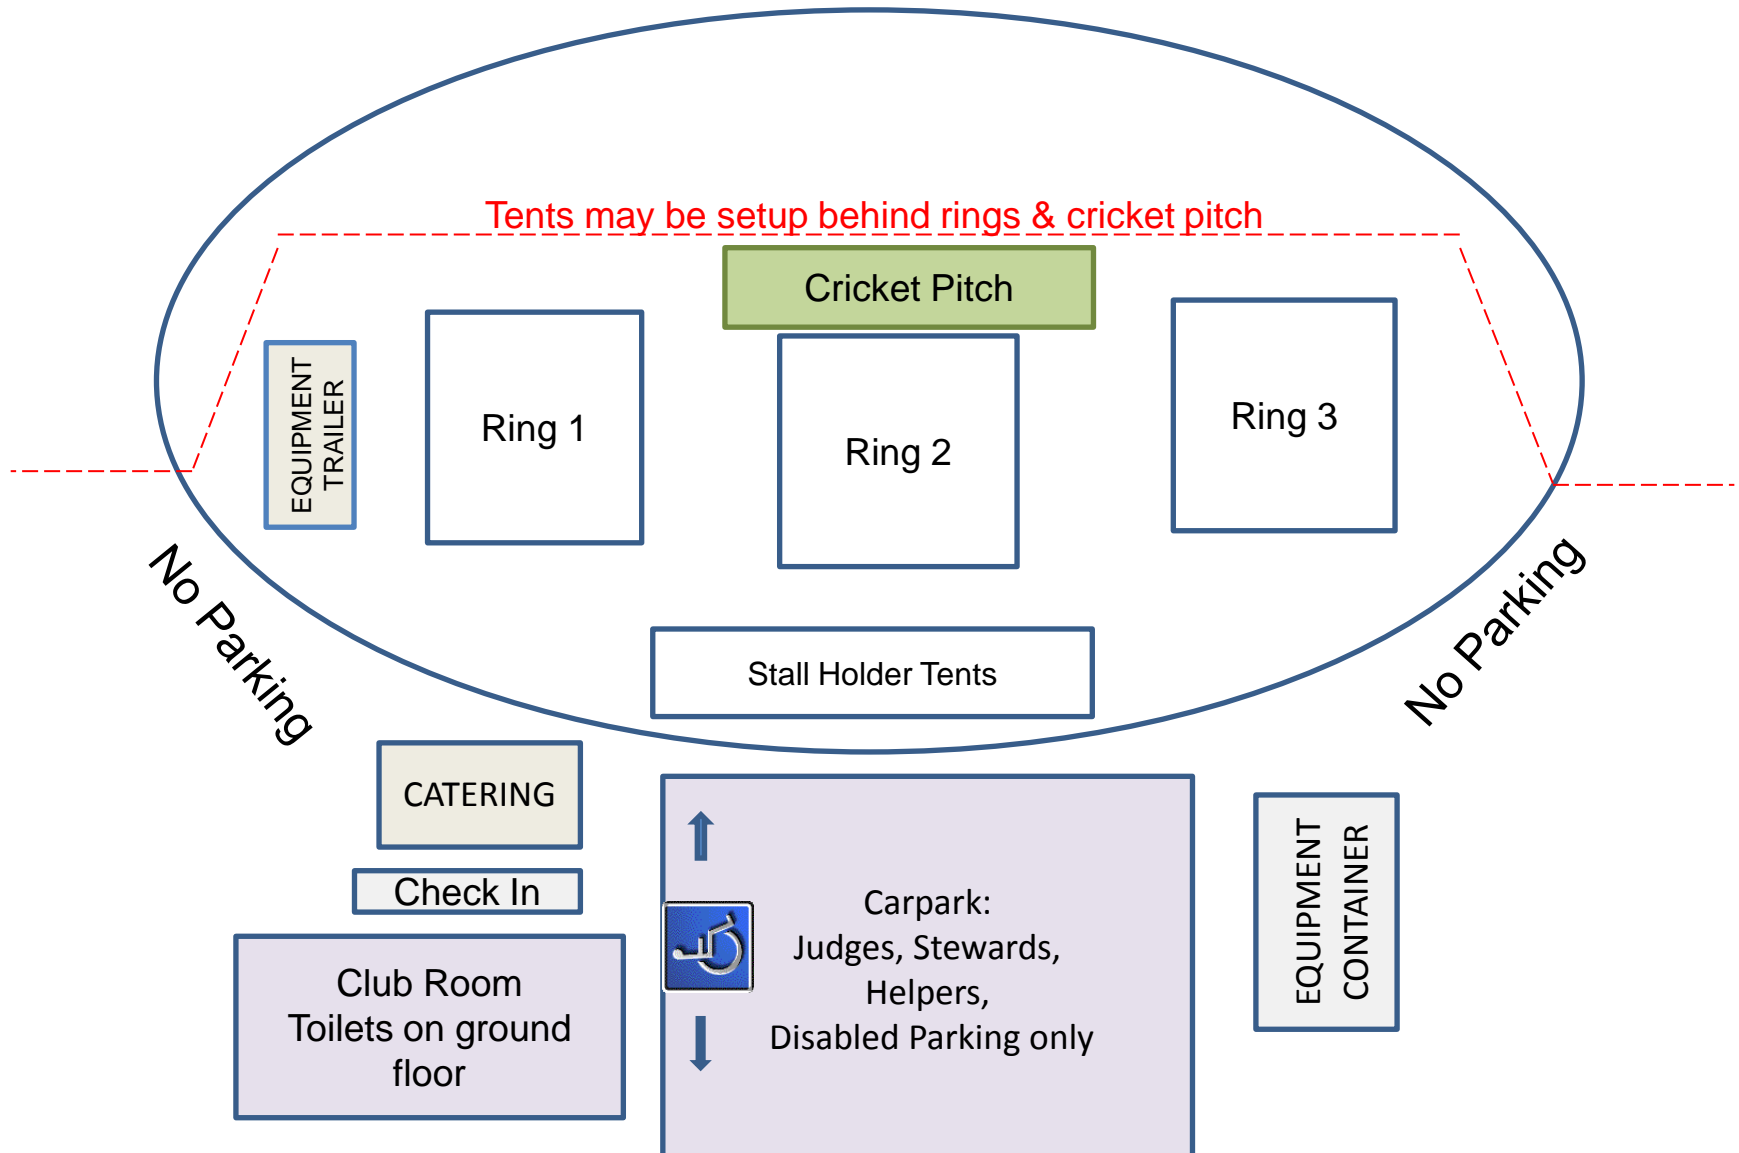 Tents may be setup behind rings & cricket pitch
Cricket Pitch
EQUIPMENT
TRAILER
Ring 1
Ring 2
Ring 3
No Parking
No Parking
Stall Holder Tents
CATERING
Check In
Club Room
Toilets on ground
floor
Carpark:
Judges, Stewards,
Helpers,
Disabled Parking only
EQUIPMENT
CONTAINER